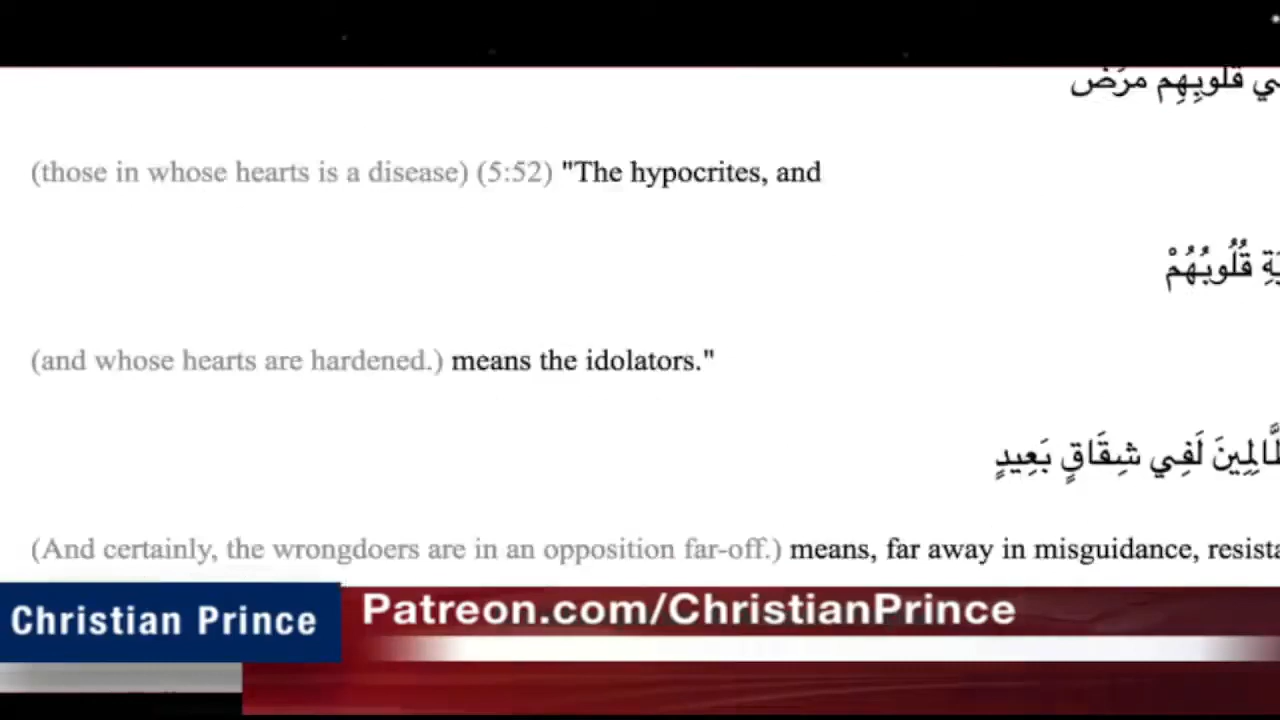 قُلُوبِهِم مَرَضٌ
(those in whose hearts is a disease) (5:52) "The hypocrites, and
قُلُوبُهُمْ
(and whose hearts are hardened.) means the idolators."
لَفِي شِقَاقٍ بَعِيدٍ
(And certainly, the wrongdoers are in an opposition far-off.) means, far away in misguidance,
Christian Prince
Patreon.com/ChristianPrince